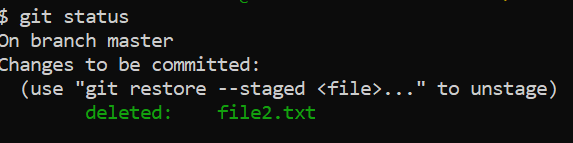 $ git status
On branch master
Changes to be committed:
  (use "git restore --staged <file>..." to unstage)
        deleted:    file2.txt